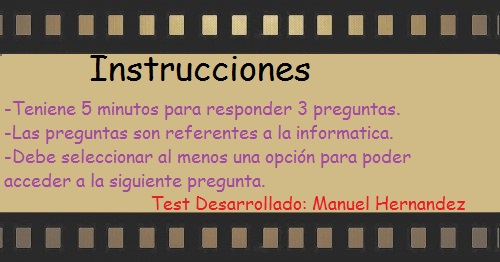 Instrucciones
-Teniene 5 minutos para responder 3 preguntas.
-Las preguntas son referentes a la informatica.
-Debe seleccionar al menos una opción para poder
acceder a la siguiente pregunta.
Test Desarrollado: Manuel Hernandez